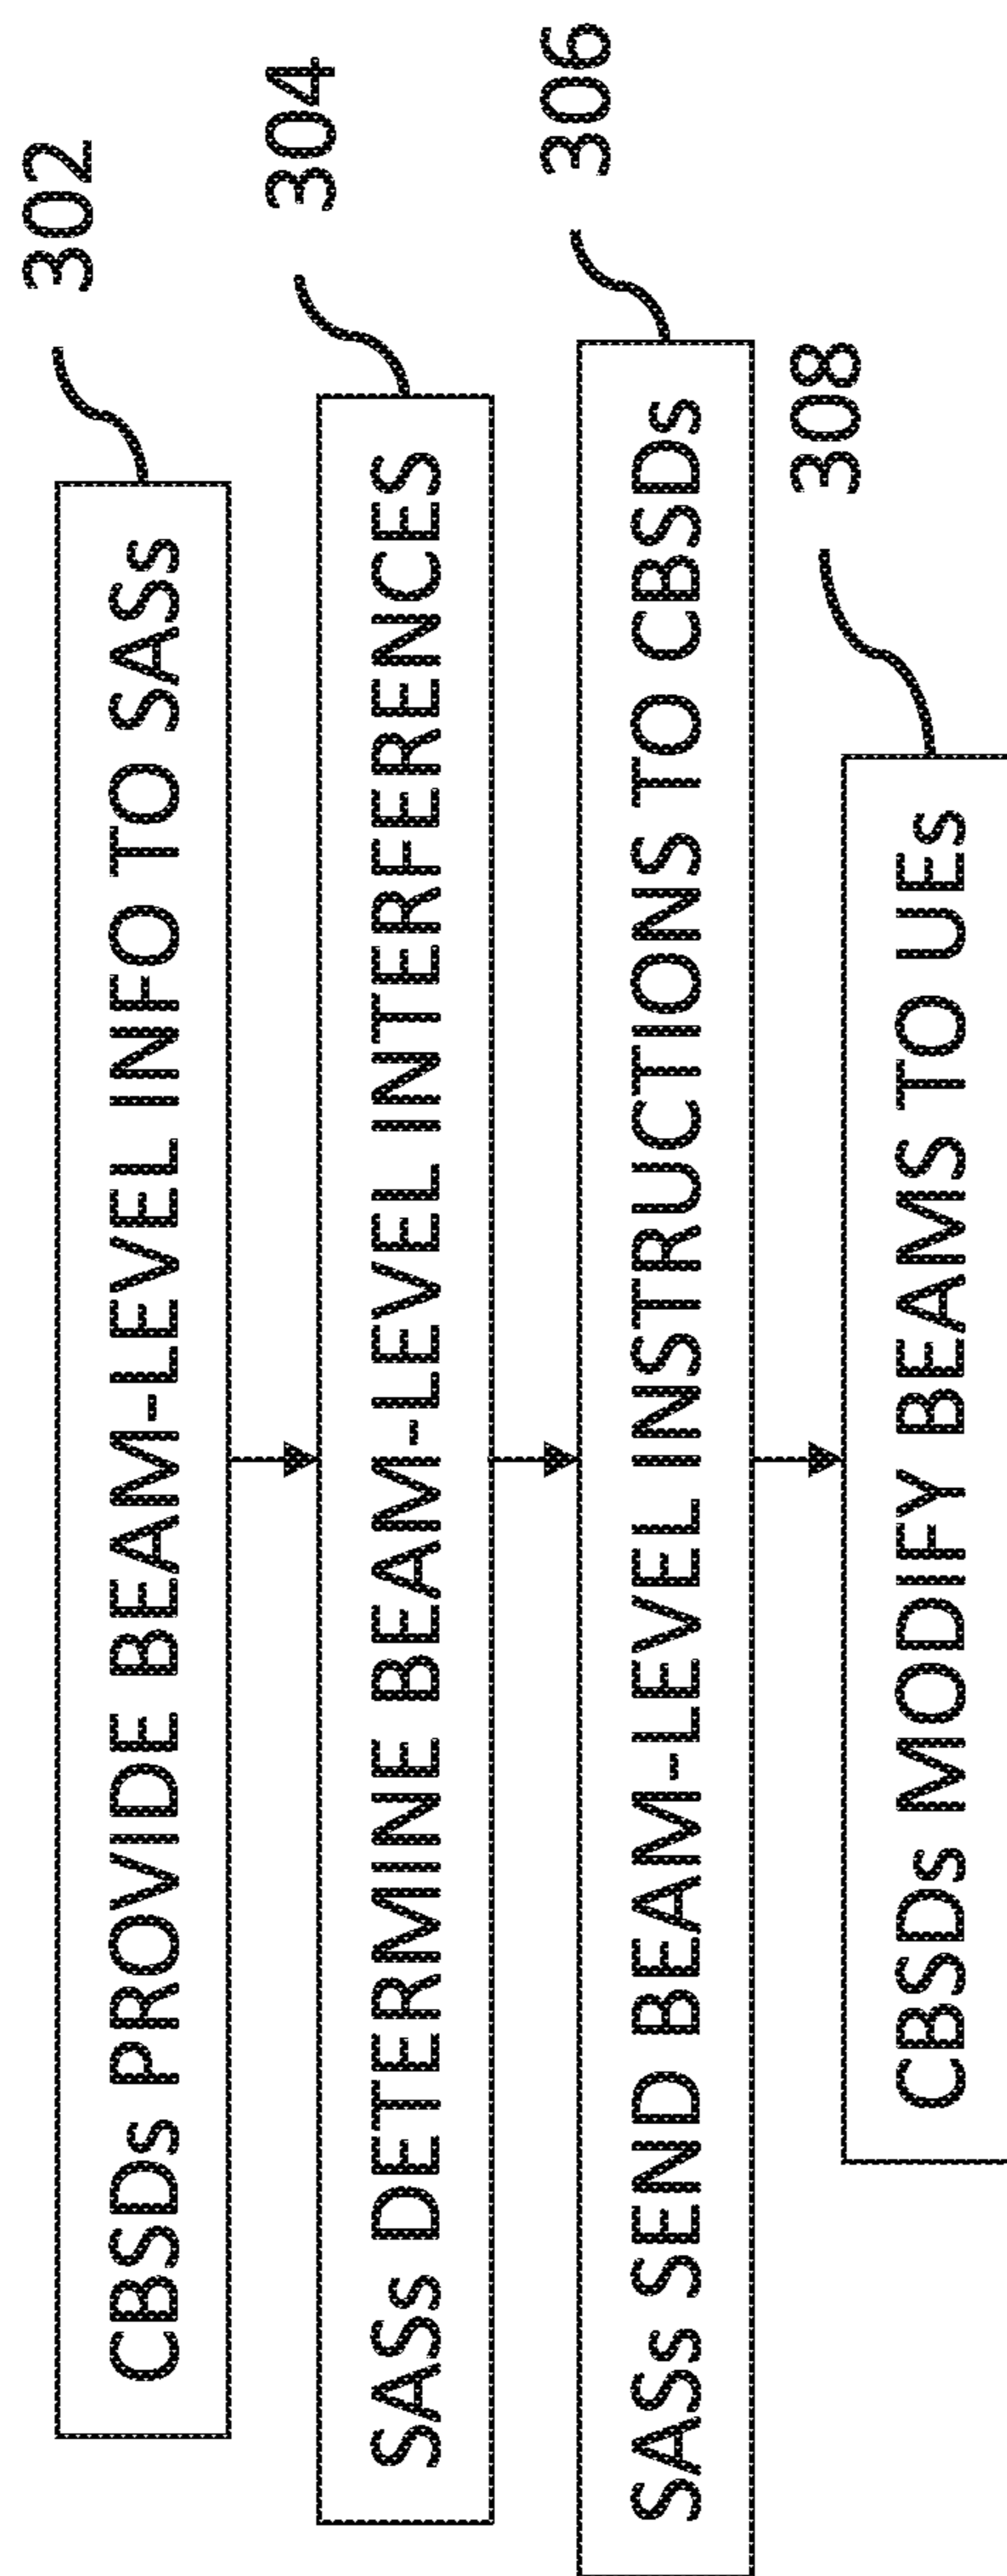 CBSDs PROVIDE BEAM-LEVEL INFO TO SASs
302
SASs DETERMINE BEAM-LEVEL INTERFERENCES
304
SASs SEND BEAM-LEVEL INSTRUCTIONS TO CBSDs
306
CBSDs MODIFY BEAMS TO UEs
308